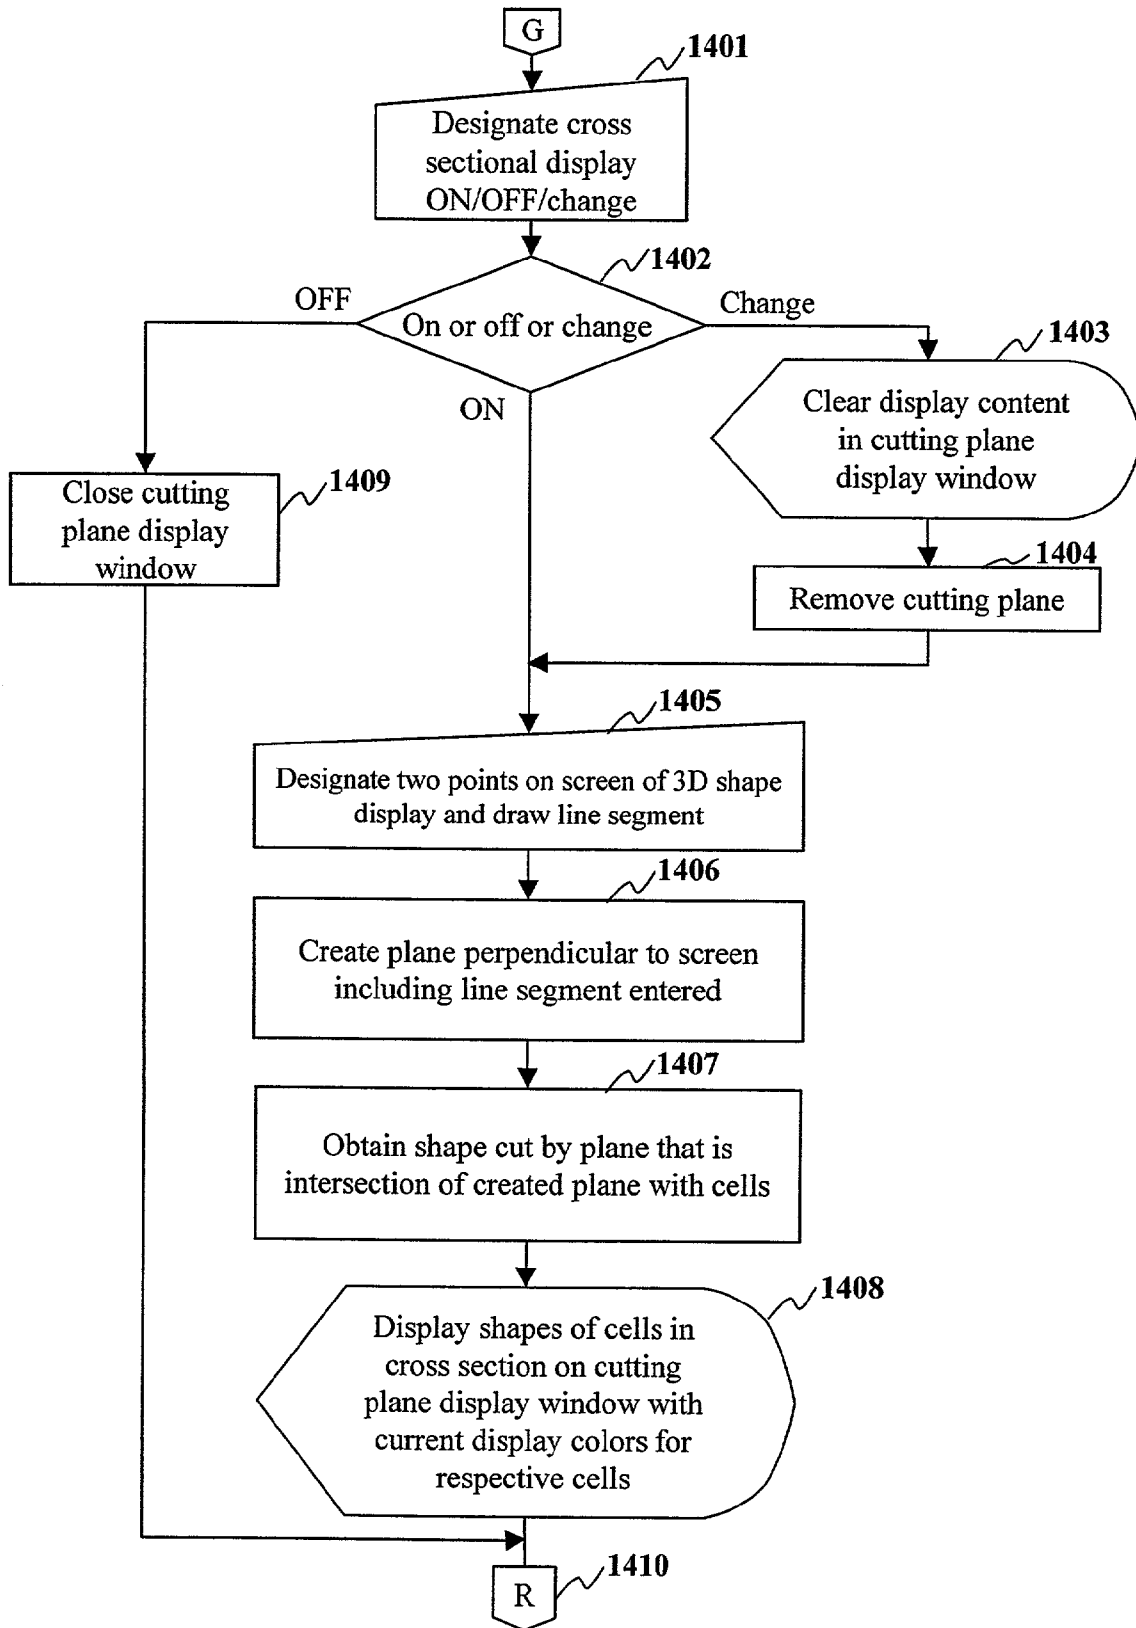 G
1401
Designate cross
sectional display
ON/OFF/change
1402
OFF
On or off or change
Change
ON
1403
Clear display content
in cutting plane
display window
1409
Close cutting
plane display
window
1404
Remove cutting plane
1405
Designate two points on screen of 3D shape
display and draw line segment
1406
Create plane perpendicular to screen
including line segment entered
1407
Obtain shape cut by plane that is
intersection of created plane with cells
1408
Display shapes of cells in
cross section on cutting
plane display window with
current display colors for
respective cells
1410
R